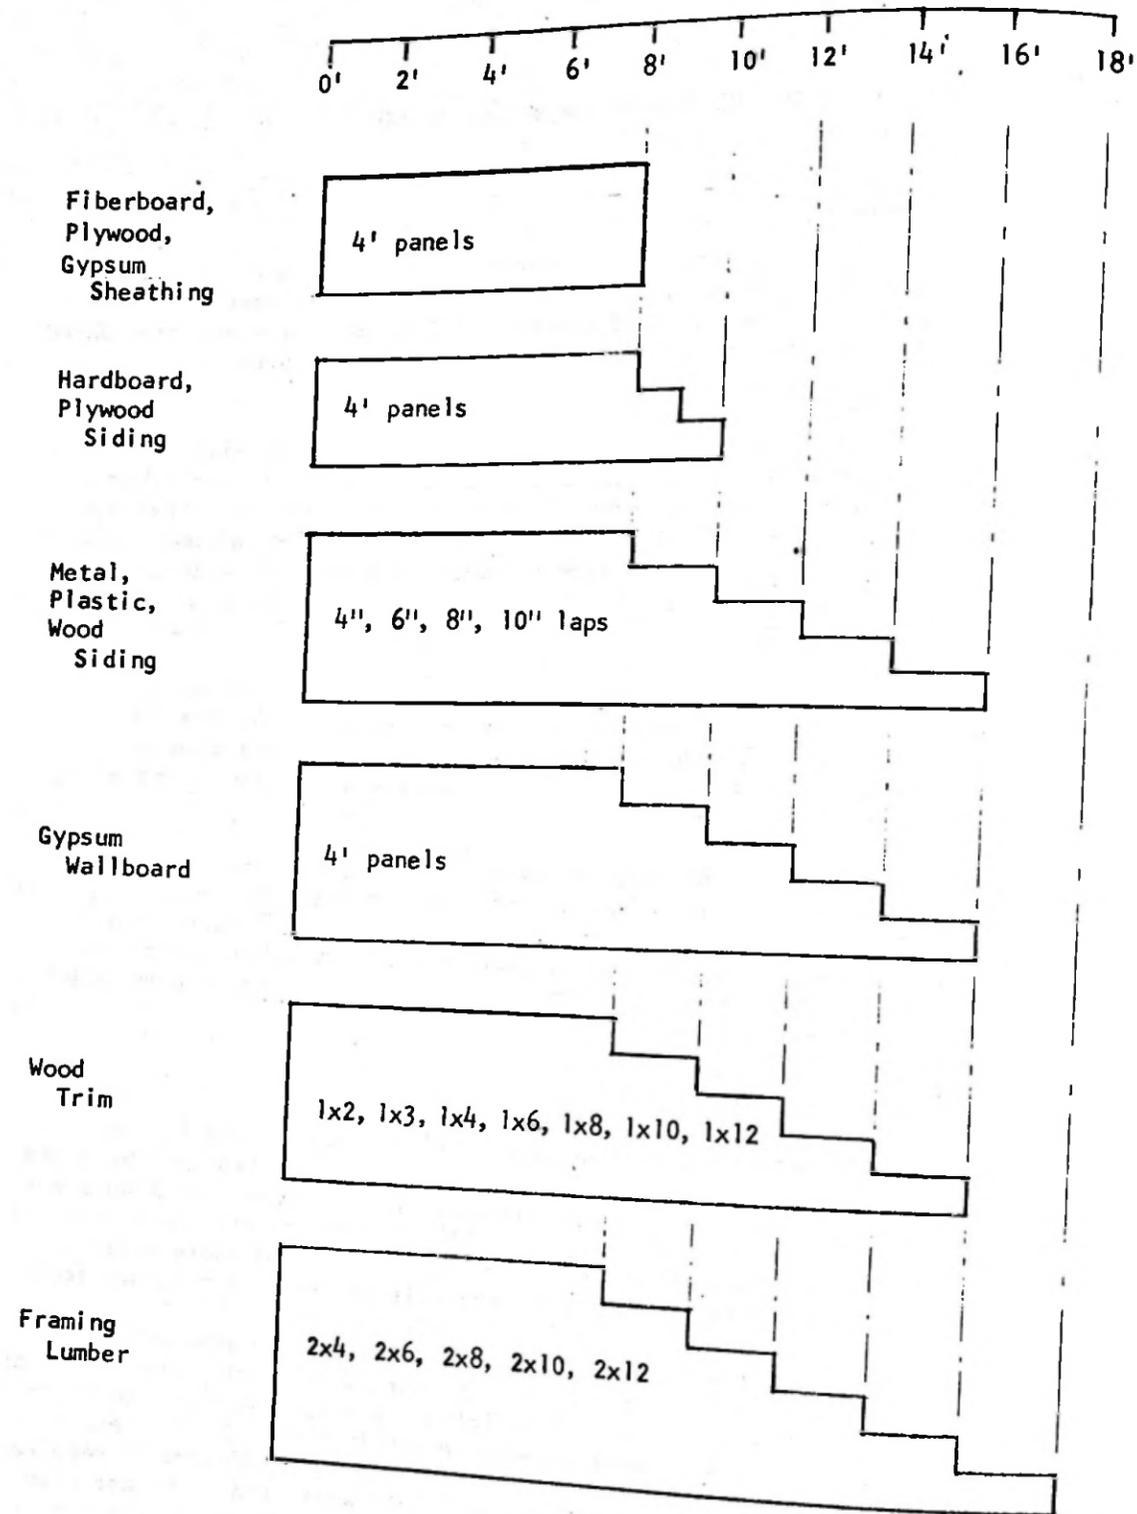 0' 2' 4' 6' 8' 10' 12' 14' 16' 18'
Fiberboard,
Plywood,
Gypsum
Sheathing
4' panels
Hardboard,
Plywood
Siding
4' panels
Metal,
Plastic,
Wood
Siding
4", 6", 8", 10" laps
Gypsum
Wallboard
4' panels
Wood
Trim
1x2, 1x3, 1x4, 1x6, 1x8, 1x10, 1x12
Framing
Lumber
2x4, 2x6, 2x8, 2x10, 2x12